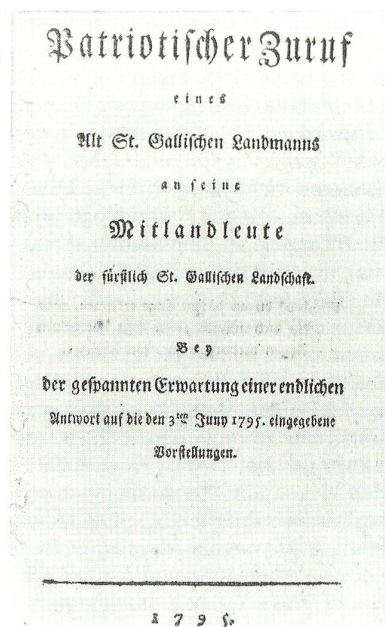 Patriotischer Zuruf
eines
Alt St. Gallischen Landmanns
an seine
Mitlandleute
der fürstlich St. Gallischen Landschaft.
Bey
der gespannten Erwartung einer endlichen
Antwort auf die den 3ten Juny 1795. eingegebene
Vorstellungen.
1795.